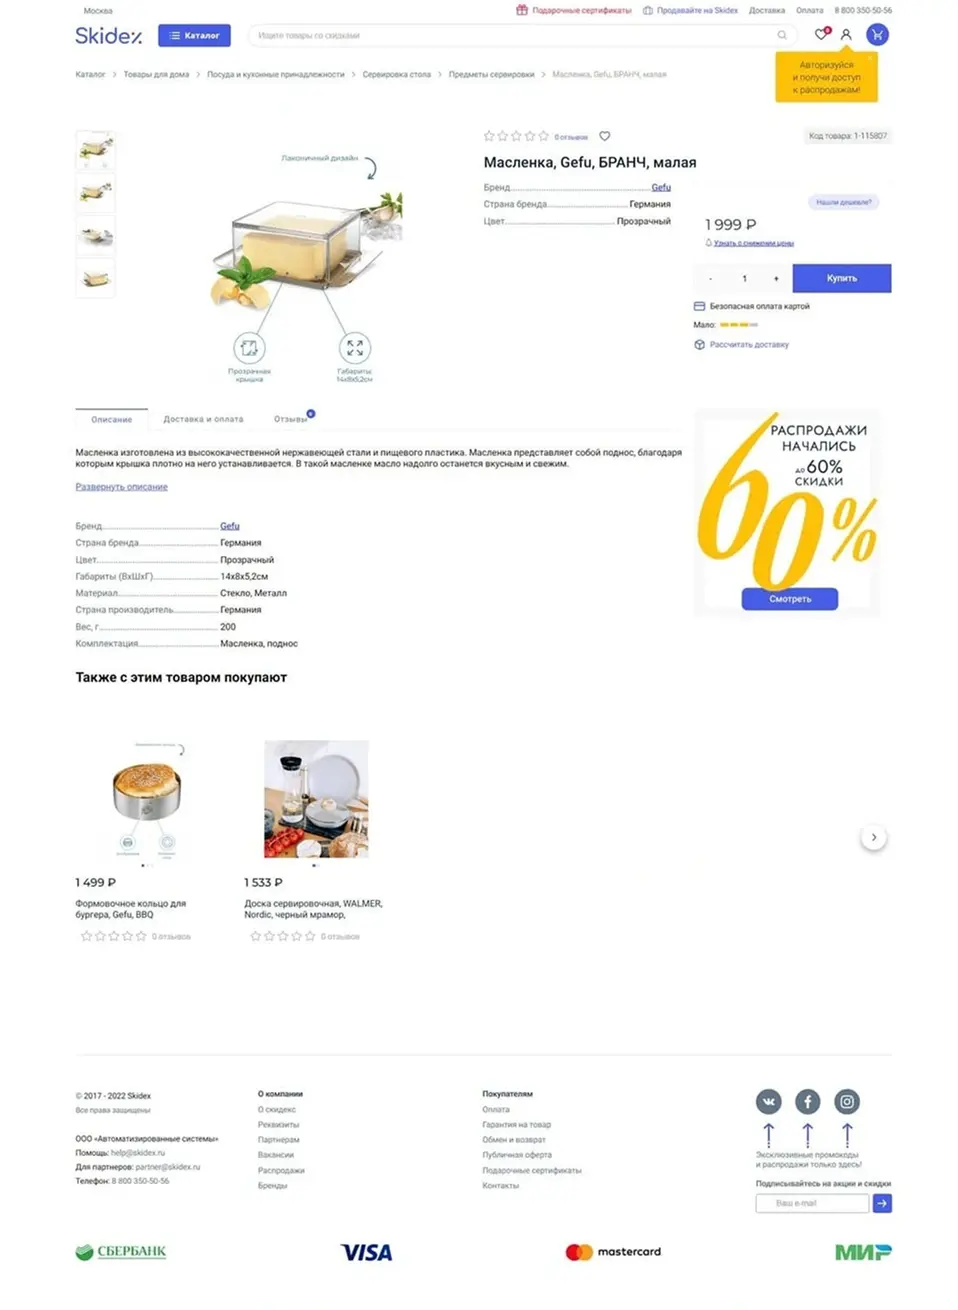 Москва
Подарочные сертификаты Продавайте на Skidex Доставка Оплата 8 800 350-50-56
Skidex Каталог Ищите товары со скидками
Авторизуйся
и получи доступ
к распродажам!
Каталог > Товары для дома > Посуда и кухонные принадлежности > Сервировка стола > Предметы сервировки > Масленка, Gefu, БРАНЧ, малая
0 отзывов
Код товара: 1-115807
Лаконичный дизайн
Прозрачная
крышка
Габариты:
14х8х5,2см
Масленка, Gefu, БРАНЧ, малая
Бренд Gefu
Страна бренда Германия
Цвет Прозрачный
Нашли дешевле?
1 999 ₽
Узнать о снижении цены
- 1 + Купить
Безопасная оплата картой
Мало:
Рассчитать доставку
Описание Доставка и оплата Отзывы
Масленка изготовлена из высококачественной нержавеющей стали и пищевого пластика. Масленка представляет собой поднос, благодаря
которым крышка плотно на него устанавливается. В такой масленке масло надолго останется вкусным и свежим.
Развернуть описание
Бренд Gefu
Страна бренда Германия
Цвет Прозрачный
Габариты (ВхШхГ) 14х8х5,2см
Материал Стекло, Металл
Страна производитель Германия
Вес, г. 200
Комплектация Масленка, поднос
РАСПРОДАЖИ
НАЧАЛИСЬ
ДО 60%
СКИДКИ
60%
Смотреть
Также с этим товаром покупают
1 499 ₽
Формовочное кольцо для
бургера, Gefu, BBQ
0 отзывов
1 533 ₽
Доска сервировочная, WALMER,
Nordic, черный мрамор,
0 отзывов
© 2017 - 2022 Skidex
Все права защищены
ООО «Автоматизированные системы»
Помощь: help@skidex.ru
Для партнеров: partner@skidex.ru
Телефон: 8 800 350-50-56
О компании
О скидекс
Реквизиты
Партнерам
Вакансии
Распродажи
Бренды
Покупателям
Оплата
Гарантия на товар
Обмен и возврат
Публичная оферта
Подарочные сертификаты
Контакты
Эксклюзивные промокоды
и распродажи только здесь!
Подписывайтесь на акции и скидки
Ваш e-mail
СБЕРБАНК VISA mastercard МИР